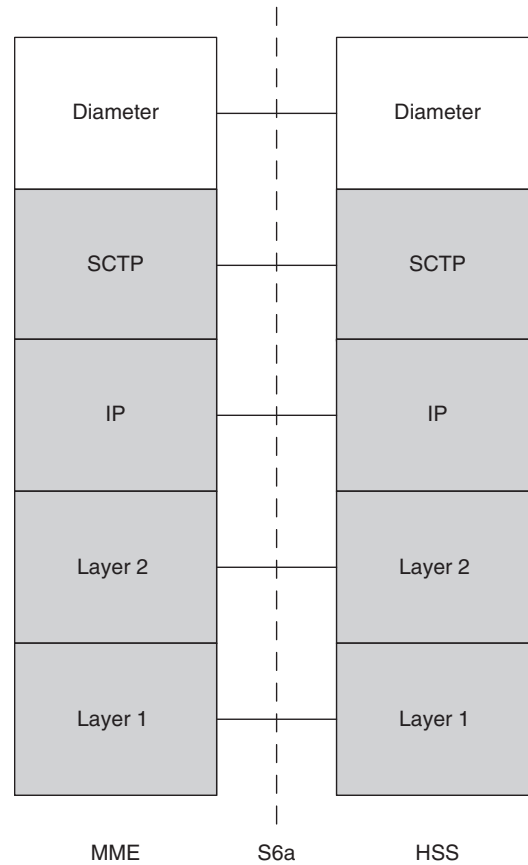 Diameter Diameter
SCTP SCTP
IP IP
Layer 2 Layer 2
Layer 1 Layer 1
MME S6a HSS